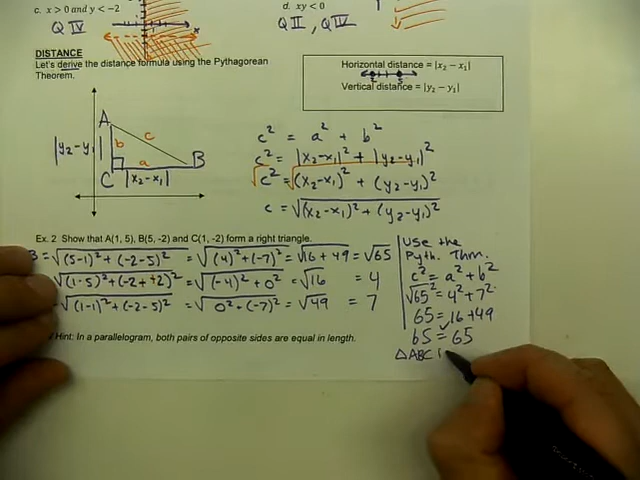 c. x > 0 and y < −2
d. xy < 0
Q IV
Q II, Q IV
DISTANCE
Let's derive the distance formula using the Pythagorean
Theorem.
Horizontal distance = |x₂ − x₁|
Vertical distance = |y₂ − y₁|
A
c
b
|y₂-y₁|
a
B
C
|x₂-x₁|
c² = a² + b²
c² = |x₂-x₁|² + |y₂-y₁|²
√c² = √(x₂-x₁)² + (y₂-y₁)²
c = √(x₂-x₁)² + (y₂-y₁)²
Ex. 2 Show that A(1, 5), B(5, -2) and C(1, -2) form a right triangle.
B = √(5-1)² + (-2-5)² = √(4)² + (-7)² = √16 + 49 = √65
√(1-5)² + (-2++2)² = √(-4)² + 0² = √16 = 4
√(1-1)² + (-2-5)² = √0² + (-7)² = √49 = 7
Use the
Pyth. Thm.
c² = a² + b²
√65² = 4² + 7²
65 = 16 + 49
65 = 65
△ABC i
Hint: In a parallelogram, both pairs of opposite sides are equal in length.